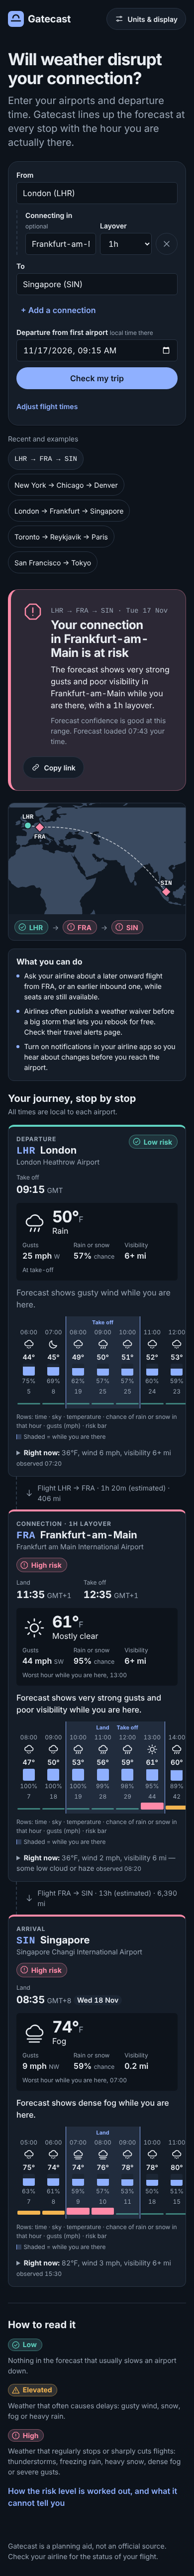 Gatecast
Units & display
Will weather disrupt
your connection?
Enter your airports and departure
time. Gatecast lines up the forecast at
every stop with the hour you are
actually there.
From
London (LHR)
Connecting in
optional
Layover
Frankfurt-am-I
1h
To
Singapore (SIN)
+ Add a connection
Departure from first airport local time there
11/17/2026, 09:15 AM
Check my trip
Adjust flight times
Recent and examples
LHR → FRA → SIN
New York → Chicago → Denver
London → Frankfurt → Singapore
Toronto → Reykjavik → Paris
San Francisco → Tokyo
LHR → FRA → SIN · Tue 17 Nov
Your connection
in Frankfurt-am-
Main is at risk
The forecast shows very strong
gusts and poor visibility in
Frankfurt-am-Main while you
are there, with a 1h layover.
Forecast confidence is good at this
range. Forecast loaded 07:43 your
time.
Copy link
LHR
FRA
SIN
LHR → FRA → SIN
What you can do
Ask your airline about a later onward flight
from FRA, or an earlier inbound one, while
seats are still available.
Airlines often publish a weather waiver before
a big storm that lets you rebook for free.
Check their travel alerts page.
Turn on notifications in your airline app so you
hear about changes before you reach the
airport.
Your journey, step by stop
All times are local to each airport.
DEPARTURE
Low risk
LHR London
London Heathrow Airport
Take off
09:15 GMT
50°F
Rain
Gusts Rain or snow Visibility
25 mph W 57% chance 6+ mi
At take-off
Forecast shows gusty wind while you are
here.
Take off
06:00 07:00 08:00 09:00 10:00 11:00 12:00
44° 45° 49° 50° 51° 52° 53°
75% 69% 62% 57% 57% 60% 59%
5 8 19 25 25 24 23
Rows: time · sky · temperature · chance of rain or snow in
that hour · gusts (mph) · risk bar
Shaded = while you are there
Right now: 36°F, wind 6 mph, visibility 6+ mi
observed 07:20
Flight LHR → FRA · 1h 20m (estimated) ·
406 mi
CONNECTION · 1H LAYOVER
FRA Frankfurt-am-Main
Frankfurt am Main International Airport
High risk
Land Take off
11:35 GMT+1 12:35 GMT+1
61°F
Mostly clear
Gusts Rain or snow Visibility
44 mph SW 95% chance 6+ mi
Worst hour while you are here, 13:00
Forecast shows very strong gusts and
poor visibility while you are here.
Land Take off
08:00 09:00 10:00 11:00 12:00 13:00 14:00
47° 50° 53° 56° 59° 61° 60°
100% 100% 100% 99% 98% 95% 89%
7 18 19 28 29 44 42
Rows: time · sky · temperature · chance of rain or snow in
that hour · gusts (mph) · risk bar
Shaded = while you are there
Right now: 36°F, wind 2 mph, visibility 6 mi —
some low cloud or haze observed 08:20
Flight FRA → SIN · 13h (estimated) · 6,390
mi
ARRIVAL
SIN Singapore
Singapore Changi International Airport
High risk
Land
08:35 GMT+8 Wed 18 Nov
74°F
Fog
Gusts Rain or snow Visibility
9 mph NW 59% chance 0.2 mi
Worst hour while you are here, 07:00
Forecast shows dense fog while you are
here.
Land
05:00 06:00 07:00 08:00 09:00 10:00 11:00
75° 74° 74° 76° 78° 78° 80°
63% 61% 59% 57% 53% 50% 51%
7 8 9 10 11 18 15
Rows: time · sky · temperature · chance of rain or snow in
that hour · gusts (mph) · risk bar
Shaded = while you are there
Right now: 82°F, wind 3 mph, visibility 6+ mi
observed 15:30
How to read it
Low
Nothing in the forecast that usually slows an airport
down.
Elevated
Weather that often causes delays: gusty wind, snow,
fog or heavy rain.
High
Weather that regularly stops or sharply cuts flights:
thunderstorms, freezing rain, heavy snow, dense fog
or severe gusts.
How the risk level is worked out, and what it
cannot tell you
Gatecast is a planning aid, not an official source.
Check your airline for the status of your flight.